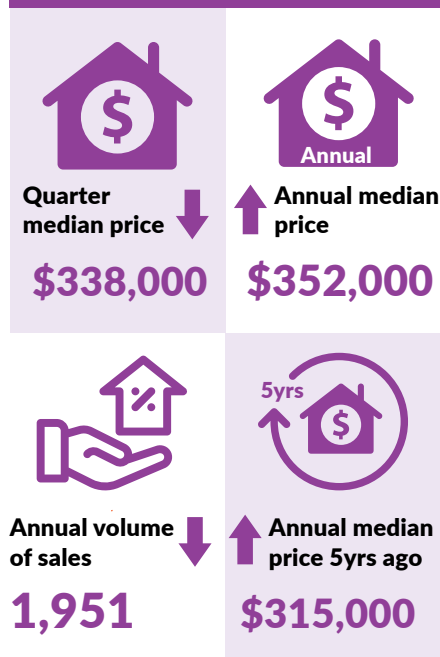 $
Quarter
median price
$338,000
$
Annual
Annual median
price
$352,000
%
Annual volume
of sales
1,951
5yrs
$
Annual median
price 5yrs ago
$315,000